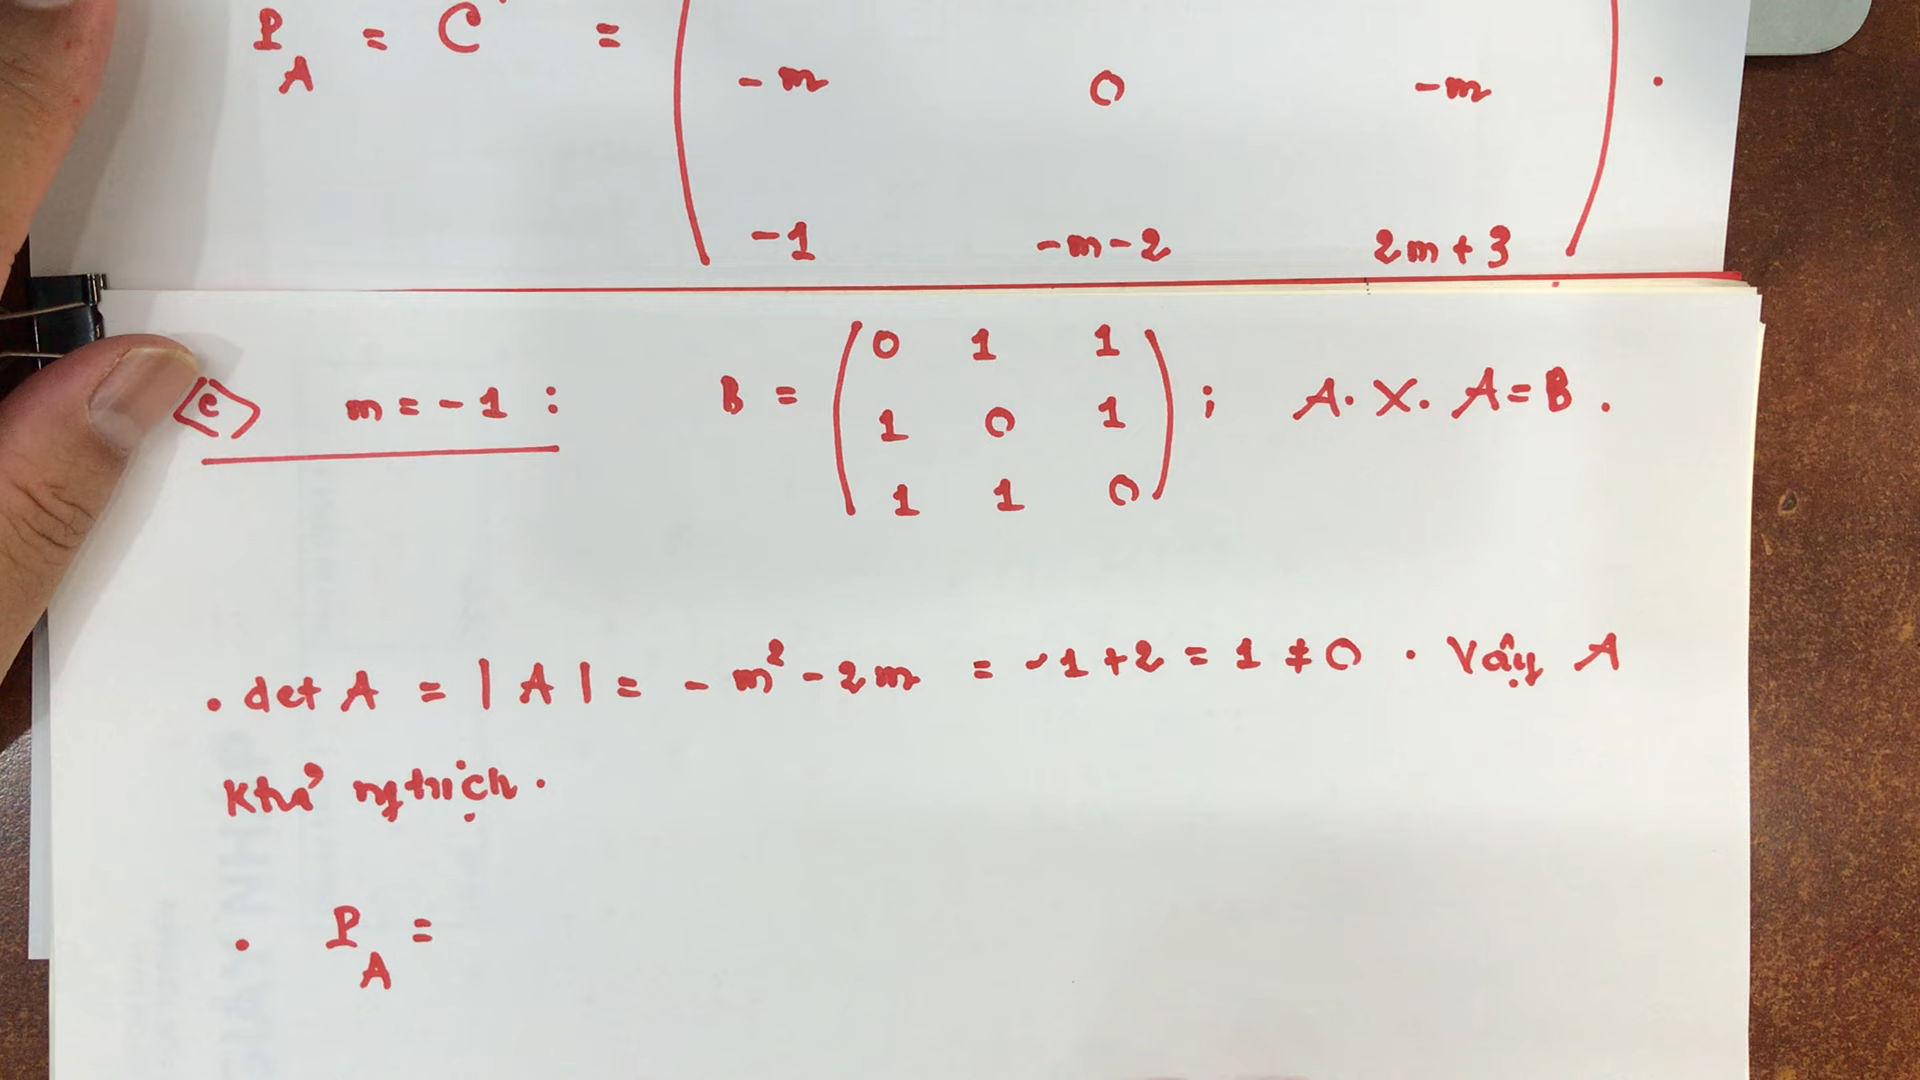 P_A = C' =
-m 0 -m .
-1 -m-2 2m+3
c m = -1 : B = ; A. X. A = B .
0 1 1
1 0 1
1 1 0
. det A = |A| = -m² - 2m = -1 + 2 = 1 ≠ 0 . Vậy A
khả nghịch .
. P_A =